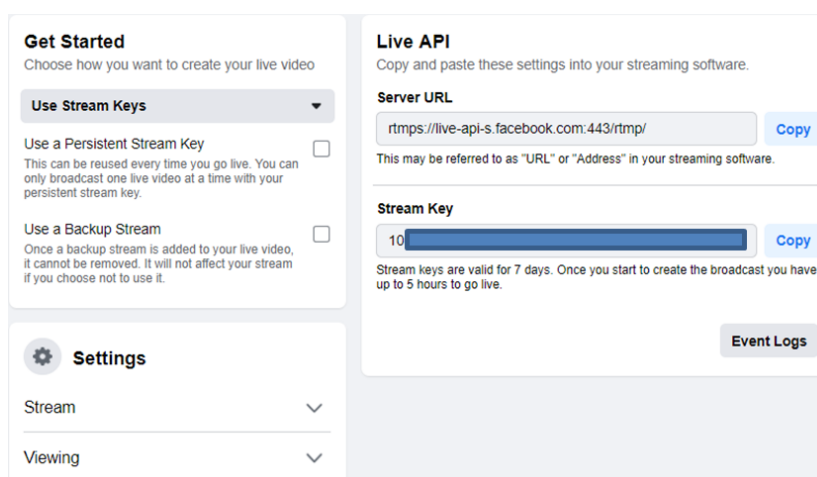 Get Started
Choose how you want to create your live video
Use Stream Keys
Use a Persistent Stream Key
This can be reused every time you go live. You can
only broadcast one live video at a time with your
persistent stream key.
Use a Backup Stream
Once a backup stream is added to your live video,
it cannot be removed. It will not affect your stream
if you choose not to use it.
Settings
Stream
Viewing
Live API
Copy and paste these settings into your streaming software.
Server URL
rtmps://live-api-s.facebook.com:443/rtmp/
Copy
This may be referred to as "URL" or "Address" in your streaming software.
Stream Key
10
Copy
Stream keys are valid for 7 days. Once you start to create the broadcast you have
up to 5 hours to go live.
Event Logs